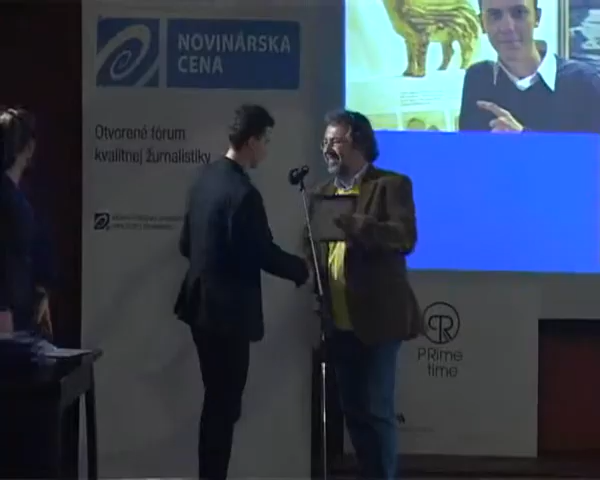 NOVINÁRSKA
CENA
Otvorené fórum
kvalitnej žurnalistiky
PRime
time